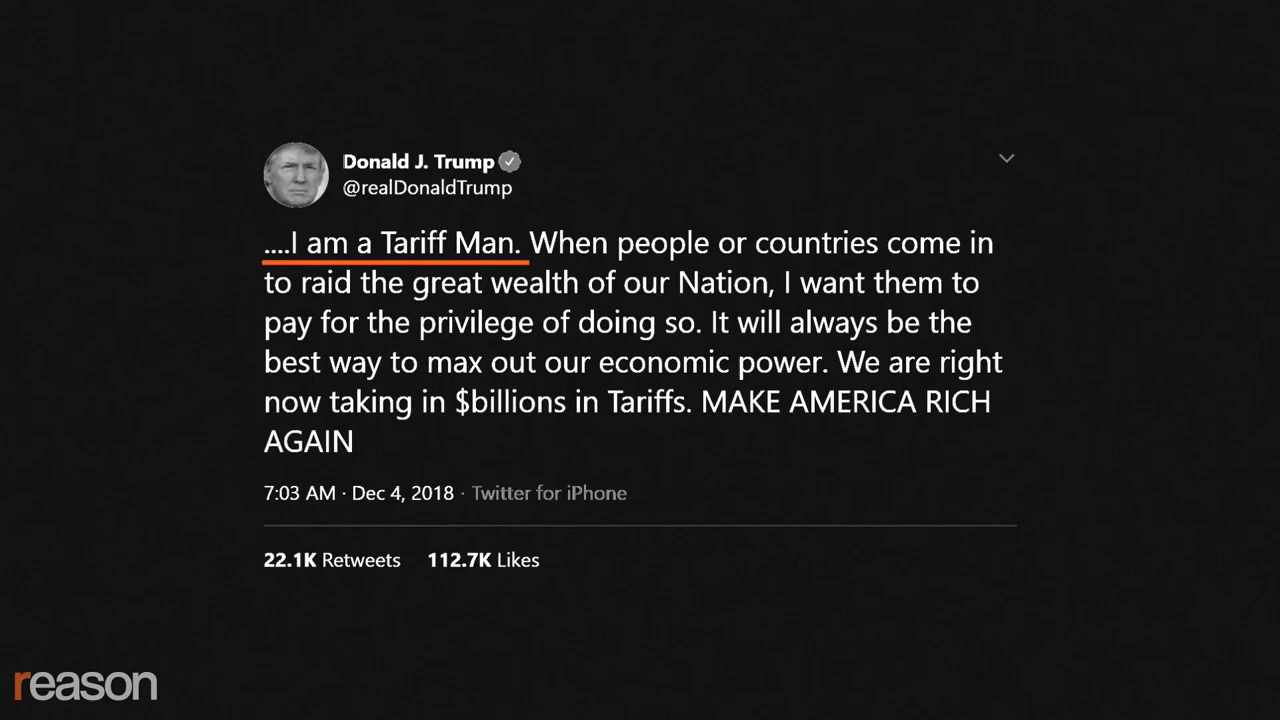 Donald J. Trump
@realDonaldTrump
....I am a Tariff Man. When people or countries come in
to raid the great wealth of our Nation, I want them to
pay for the privilege of doing so. It will always be the
best way to max out our economic power. We are right
now taking in $billions in Tariffs. MAKE AMERICA RICH
AGAIN
7:03 AM · Dec 4, 2018 · Twitter for iPhone
22.1K Retweets 112.7K Likes
reason